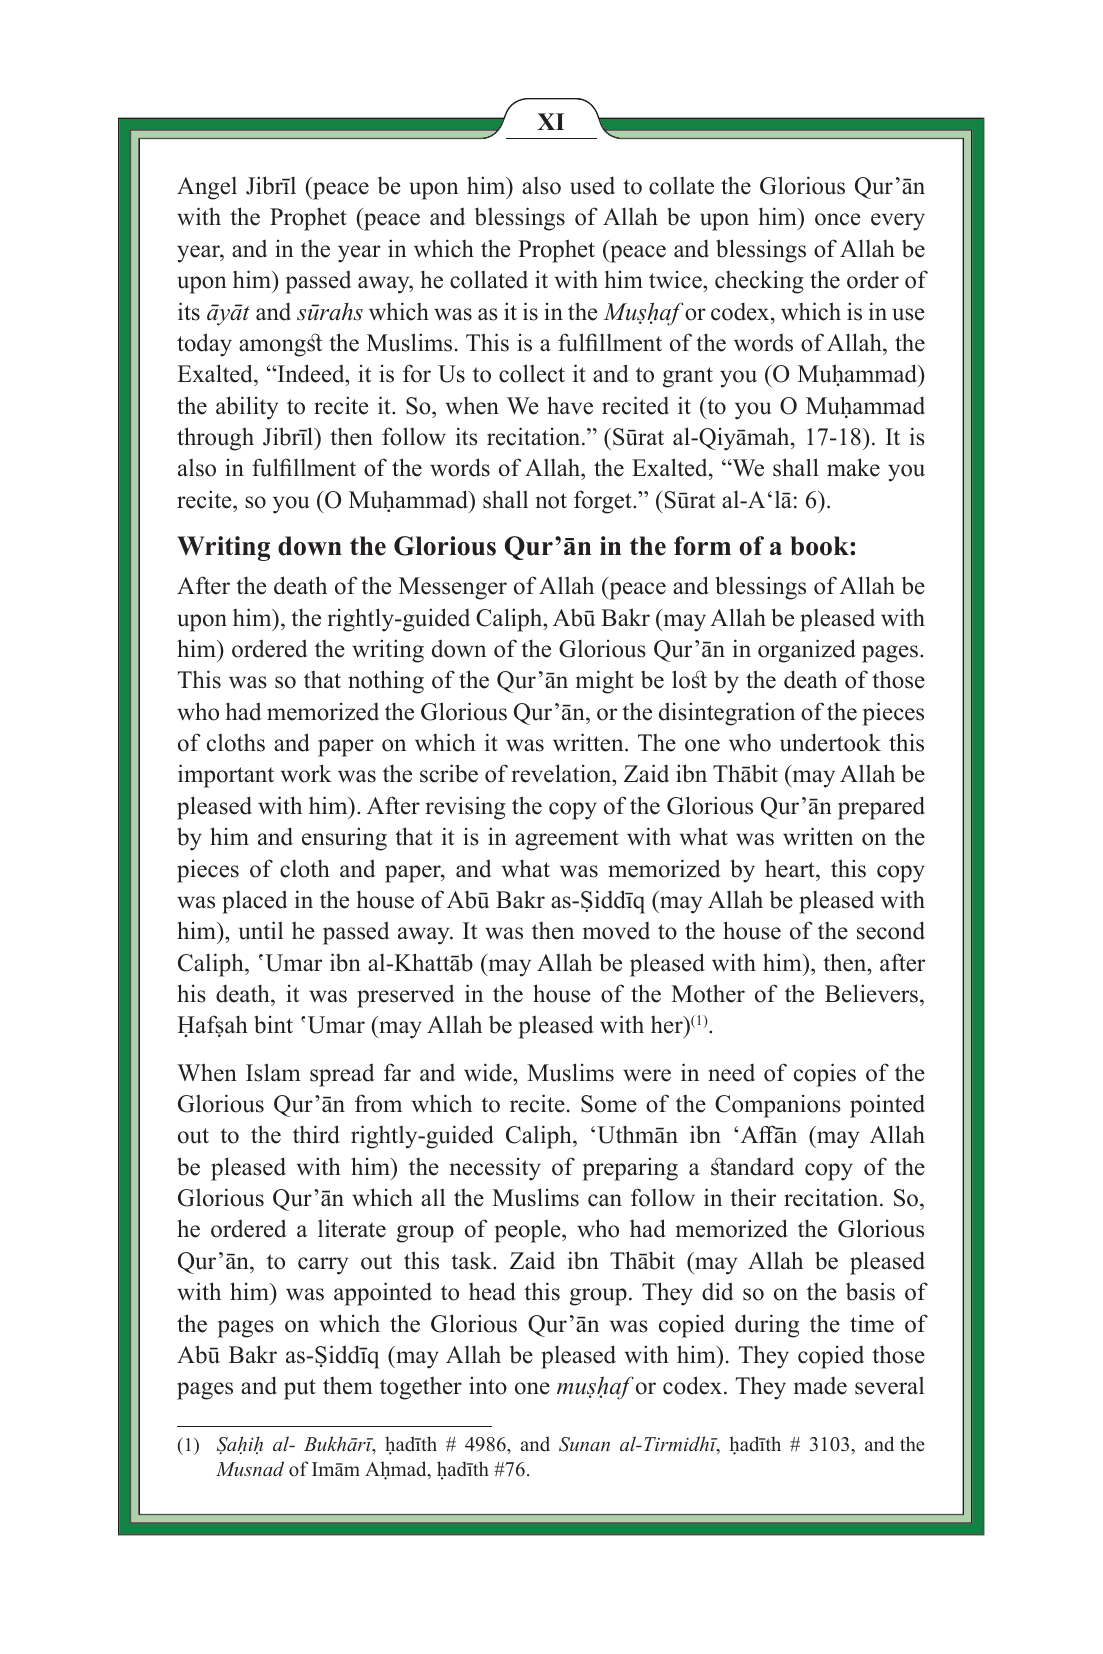 XI
Angel Jibrīl (peace be upon him) also used to collate the Glorious Qur’ān
with the Prophet (peace and blessings of Allah be upon him) once every
year, and in the year in which the Prophet (peace and blessings of Allah be
upon him) passed away, he collated it with him twice, checking the order of
its āyāt and sūrahs which was as it is in the Muṣḥaf or codex, which is in use
today amongst the Muslims. This is a fulfillment of the words of Allah, the
Exalted, “Indeed, it is for Us to collect it and to grant you (O Muḥammad)
the ability to recite it. So, when We have recited it (to you O Muḥammad
through Jibrīl) then follow its recitation.” (Sūrat al-Qiyāmah, 17-18). It is
also in fulfillment of the words of Allah, the Exalted, “We shall make you
recite, so you (O Muḥammad) shall not forget.” (Sūrat al-A‘lā: 6).
Writing down the Glorious Qur’ān in the form of a book:
After the death of the Messenger of Allah (peace and blessings of Allah be
upon him), the rightly-guided Caliph, Abū Bakr (may Allah be pleased with
him) ordered the writing down of the Glorious Qur’ān in organized pages.
This was so that nothing of the Qur’ān might be lost by the death of those
who had memorized the Glorious Qur’ān, or the disintegration of the pieces
of cloths and paper on which it was written. The one who undertook this
important work was the scribe of revelation, Zaid ibn Thābit (may Allah be
pleased with him). After revising the copy of the Glorious Qur’ān prepared
by him and ensuring that it is in agreement with what was written on the
pieces of cloth and paper, and what was memorized by heart, this copy
was placed in the house of Abū Bakr as-Ṣiddīq (may Allah be pleased with
him), until he passed away. It was then moved to the house of the second
Caliph, ‛Umar ibn al-Khattāb (may Allah be pleased with him), then, after
his death, it was preserved in the house of the Mother of the Believers,
Ḥafṣah bint ‛Umar (may Allah be pleased with her)(1).
When Islam spread far and wide, Muslims were in need of copies of the
Glorious Qur’ān from which to recite. Some of the Companions pointed
out to the third rightly-guided Caliph, ‘Uthmān ibn ‘Affān (may Allah
be pleased with him) the necessity of preparing a standard copy of the
Glorious Qur’ān which all the Muslims can follow in their recitation. So,
he ordered a literate group of people, who had memorized the Glorious
Qur’ān, to carry out this task. Zaid ibn Thābit (may Allah be pleased
with him) was appointed to head this group. They did so on the basis of
the pages on which the Glorious Qur’ān was copied during the time of
Abū Bakr as-Ṣiddīq (may Allah be pleased with him). They copied those
pages and put them together into one muṣḥaf or codex. They made several
(1) Ṣaḥiḥ al- Bukhārī, ḥadīth # 4986, and Sunan al-Tirmidhī, ḥadīth # 3103, and the
Musnad of Imām Aḥmad, ḥadīth #76.